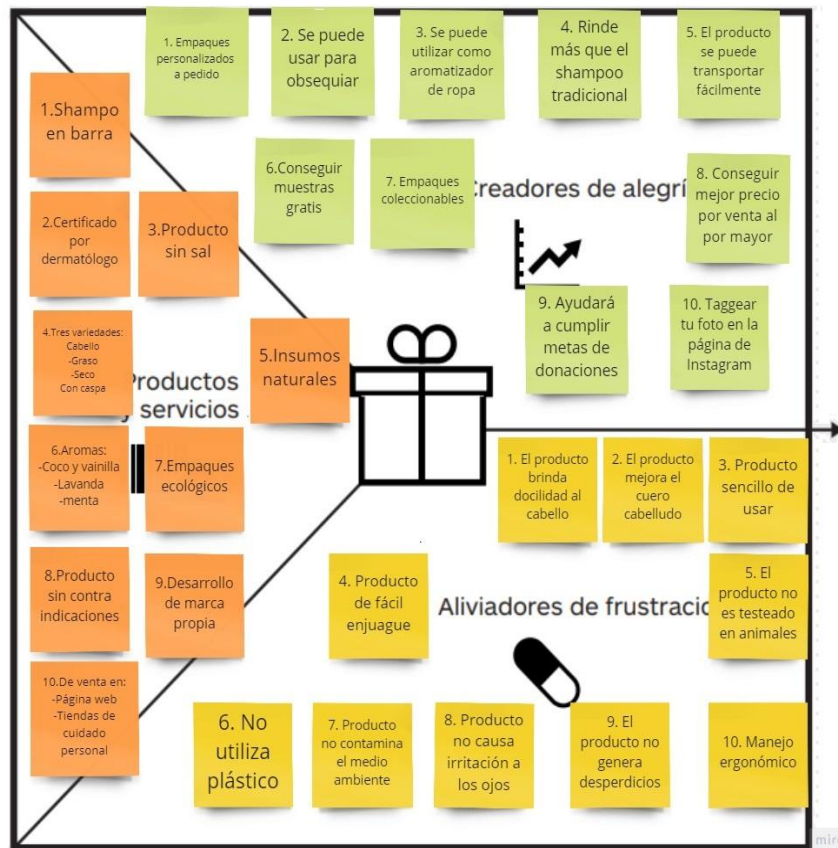 1. Empaques
personalizados
a pedido
2. Se puede
usar para
obsequiar
3. Se puede
utilizar como
aromatizador
de ropa
4. Rinde
más que el
shampoo
tradicional
5. El producto
se puede
transportar
fácilmente
6.Conseguir
muestras
gratis
7. Empaques
coleccionables
Creadores de alegrí
8. Conseguir
mejor precio
por venta al
por mayor
9. Ayudará
a cumplir
metas de
donaciones
10. Taggear
tu foto en la
página de
Instagram
1.Shampo
en barra
2.Certificado
por
dermatólogo
3.Producto
sin sal
4.Tres variedades:
Cabello
-Graso
-Seco
Con caspa
5.Insumos
naturales
Productos
y servicios
6.Aromas:
-Coco y vainilla
-Lavanda
-menta
7.Empaques
ecológicos
8.Producto
sin contra
indicaciones
9.Desarrollo
de marca
propia
10.De venta en:
-Página web
-Tiendas de
cuidado
personal
1. El producto
brinda
docilidad al
cabello
2. El producto
mejora el
cuero
cabelludo
3. Producto
sencillo de
usar
4. Producto
de fácil
enjuague
Aliviadores de frustracio
5. El
producto no
es testeado
en animales
6. No
utiliza
plástico
7. Producto
no contamina
el medio
ambiente
8. Producto
no causa
irritación a
los ojos
9. El
producto no
genera
desperdicios
10. Manejo
ergonómico